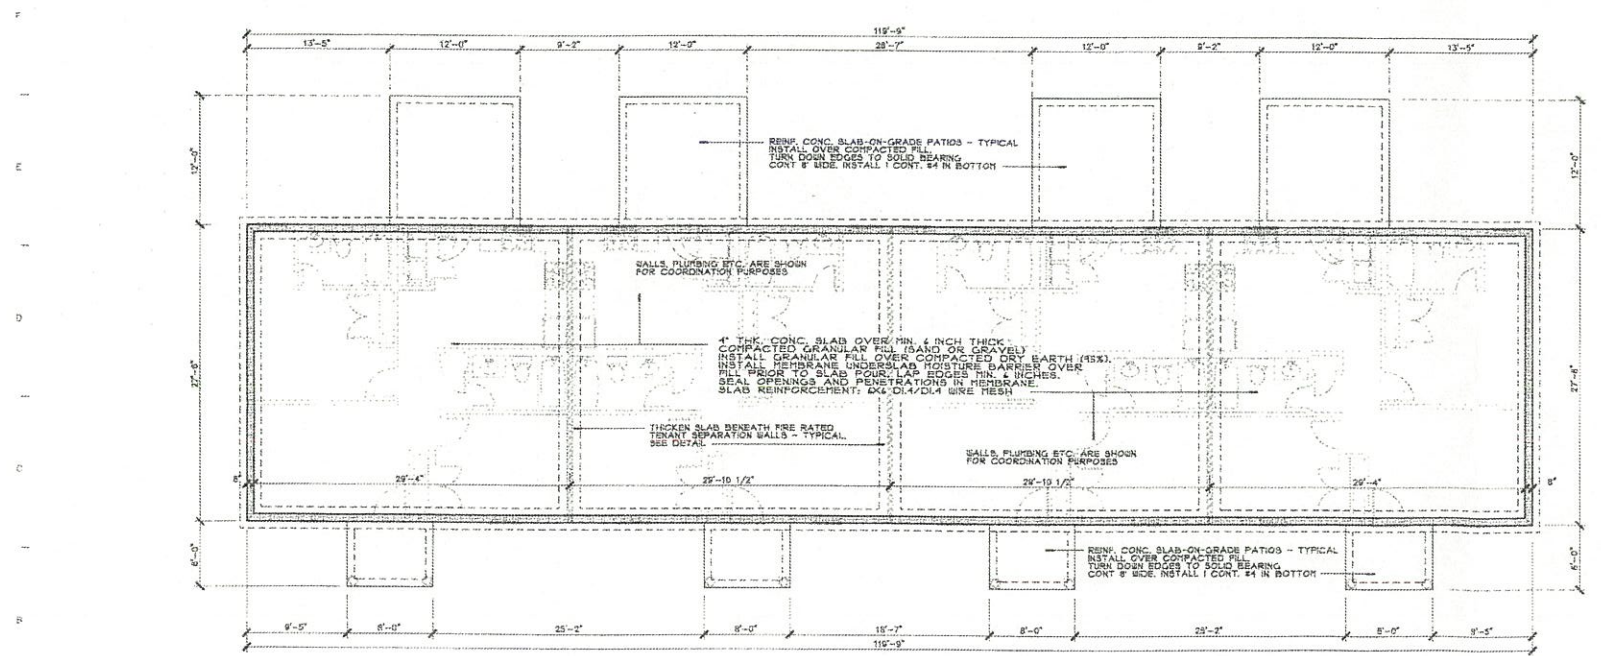 119'-9"
13'-5" 12'-0" 9'-2" 12'-0" 28'-7" 12'-0" 9'-2" 12'-0" 13'-5"
12'-0"
12'-0"
REINF. CONC. SLAB-ON-GRADE PATIOS - TYPICAL
INSTALL OVER COMPACTED FILL.
TURN DOWN EDGES TO SOLID BEARING
CONT 8" WIDE. INSTALL 1 CONT. #4 IN BOTTOM
WALLS, PLUMBING ETC. ARE SHOWN
FOR COORDINATION PURPOSES
4" THK. CONC. SLAB OVER MIN. 6 INCH THICK
COMPACTED GRANULAR FILL (SAND OR GRAVEL)
INSTALL GRANULAR FILL OVER COMPACTED DRY EARTH (95%).
INSTALL MEMBRANE UNDERSLAB MOISTURE BARRIER OVER
FILL PRIOR TO SLAB POUR. LAP EDGES MIN. 6 INCHES.
SEAL OPENINGS AND PENETRATIONS IN MEMBRANE.
SLAB REINFORCEMENT: 6X6 D1.4/D1.4 WIRE MESH
27'-6"
27'-6"
THICKEN SLAB BENEATH FIRE RATED
TENANT SEPARATION WALLS - TYPICAL.
SEE DETAIL
WALLS, PLUMBING ETC. ARE SHOWN
FOR COORDINATION PURPOSES
8" 29'-4" 29'-10 1/2" 29'-10 1/2" 29'-4" 8"
6'-0"
6'-0"
REINF. CONC. SLAB-ON-GRADE PATIOS - TYPICAL
INSTALL OVER COMPACTED FILL.
TURN DOWN EDGES TO SOLID BEARING
CONT 8" WIDE. INSTALL 1 CONT. #4 IN BOTTOM
9'-5" 8'-0" 25'-2" 8'-0" 18'-7" 8'-0" 25'-2" 8'-0" 9'-5"
119'-9"